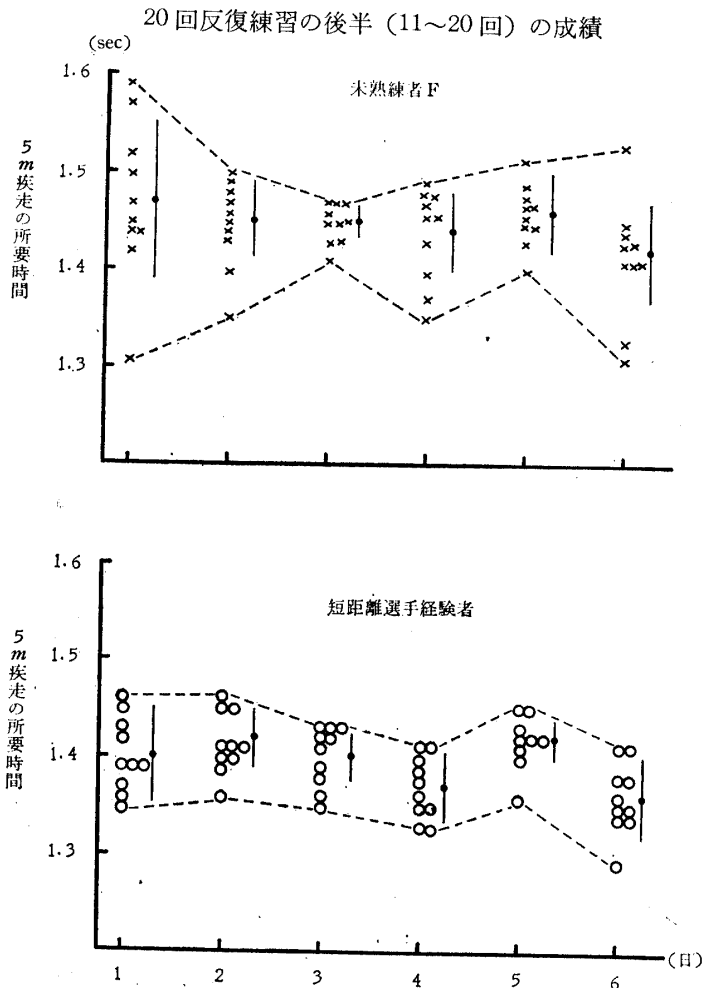 20回反復練習の後半（11〜20回）の成績
(sec)
1.6
1.5
1.4
1.3
5m疾走の所要時間
未熟練者F
1.6
1.5
1.4
1.3
5m疾走の所要時間
短距離選手経験者
1 2 3 4 5 6 (日)